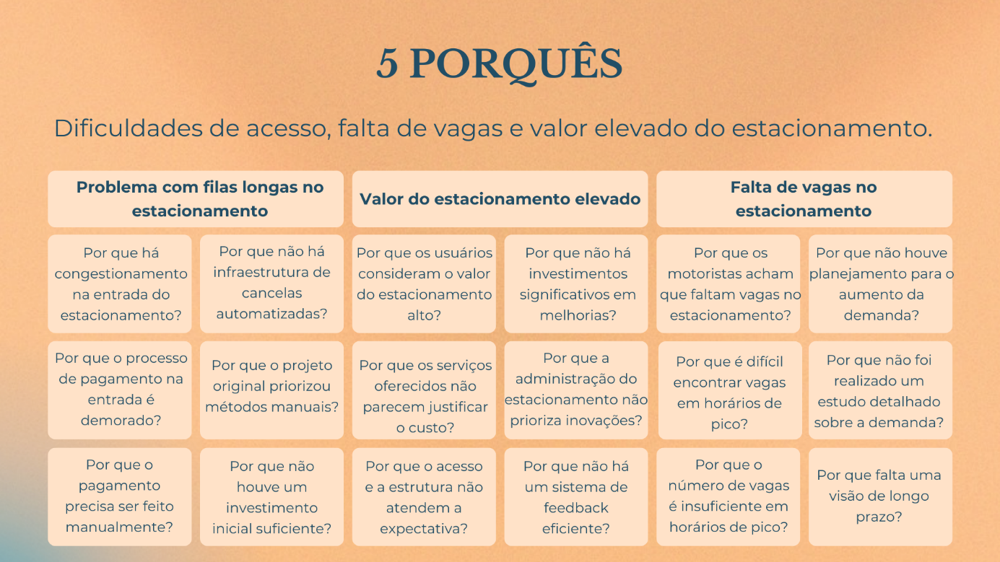 5 PORQUÊS
Dificuldades de acesso, falta de vagas e valor elevado do estacionamento.
Problema com filas longas no
estacionamento
Por que há
congestionamento
na entrada do
estacionamento?
Por que não há
infraestrutura de
cancelas
automatizadas?
Por que o processo
de pagamento na
entrada é
demorado?
Por que o projeto
original priorizou
métodos manuais?
Por que o
pagamento
precisa ser feito
manualmente?
Por que não
houve um
investimento
inicial suficiente?
Valor do estacionamento elevado
Por que os usuários
consideram o valor
do estacionamento
alto?
Por que não há
investimentos
significativos em
melhorias?
Por que os serviços
oferecidos não
parecem justificar
o custo?
Por que a
administração do
estacionamento não
prioriza inovações?
Por que o acesso
e a estrutura não
atendem a
expectativa?
Por que não há
um sistema de
feedback
eficiente?
Falta de vagas no
estacionamento
Por que os
motoristas acham
que faltam vagas no
estacionamento?
Por que não houve
planejamento para o
aumento da
demanda?
Por que é difícil
encontrar vagas
em horários de
pico?
Por que não foi
realizado um
estudo detalhado
sobre a demanda?
Por que o
número de vagas
é insuficiente em
horários de pico?
Por que falta uma
visão de longo
prazo?